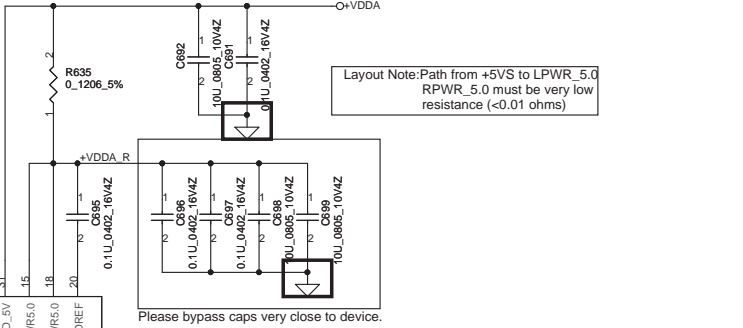 +VDDA
C692
10U_0805_10V4Z
C691
0.1U_0402_16V4Z
1
1
2
2
2
R635
0_1206_5%
1
Layout Note:Path from +5VS to LPWR_5.0
RPWR_5.0 must be very low
resistance (<0.01 ohms)
+VDDA_R
1
C695
0.1U_0402_16V4Z
2
1
C696
0.1U_0402_16V4Z
2
1
C697
0.1U_0402_16V4Z
2
1
C698
10U_0805_10V4Z
2
1
C699
10U_0805_10V4Z
2
31
15
18
20
Please bypass caps very close to device.